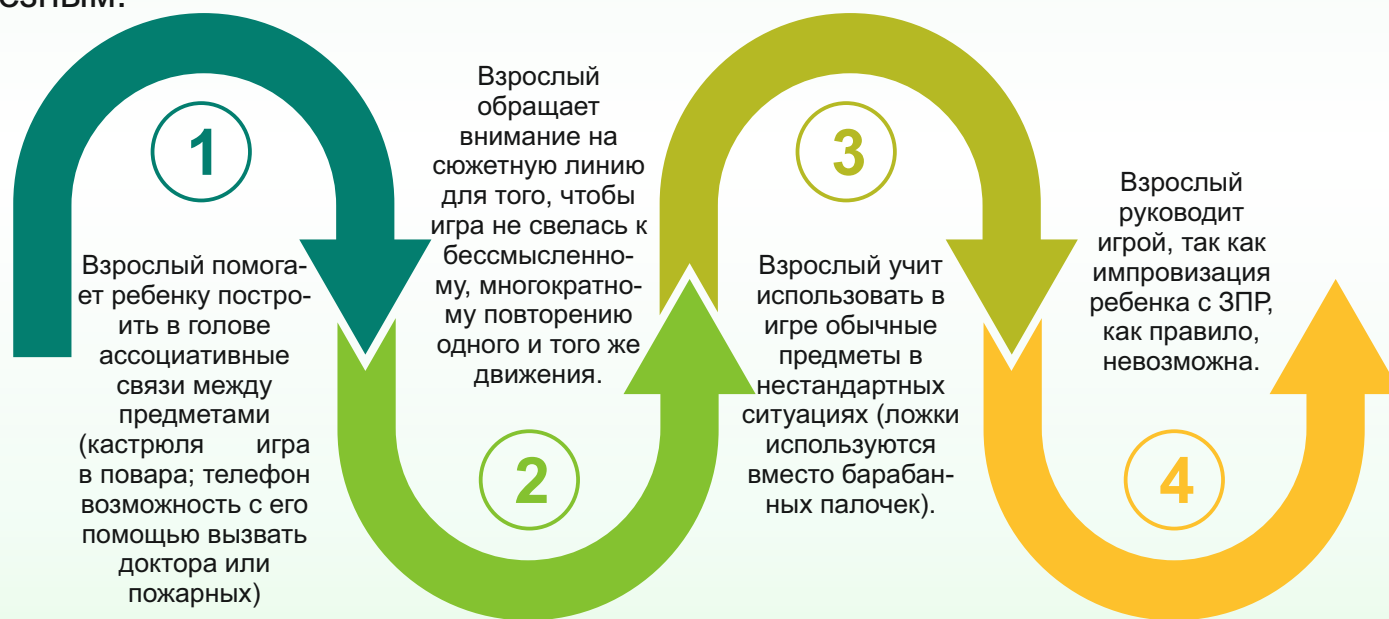 1
Взрослый помога-
ет ребенку постро-
ить в голове
ассоциативные
связи между
предметами
(кастрюля игра
в повара; телефон
возможность с его
помощью вызвать
доктора или
пожарных)
Взрослый
обращает
внимание на
сюжетную линию
для того, чтобы
игра не свелась к
бессмысленно-
му, многократно-
му повторению
одного и того же
движения.
2
3
Взрослый учит
использовать в
игре обычные
предметы в
нестандартных
ситуациях (ложки
используются
вместо барабан-
ных палочек).
Взрослый
руководит
игрой, так как
импровизация
ребенка с ЗПР,
как правило,
невозможна.
4